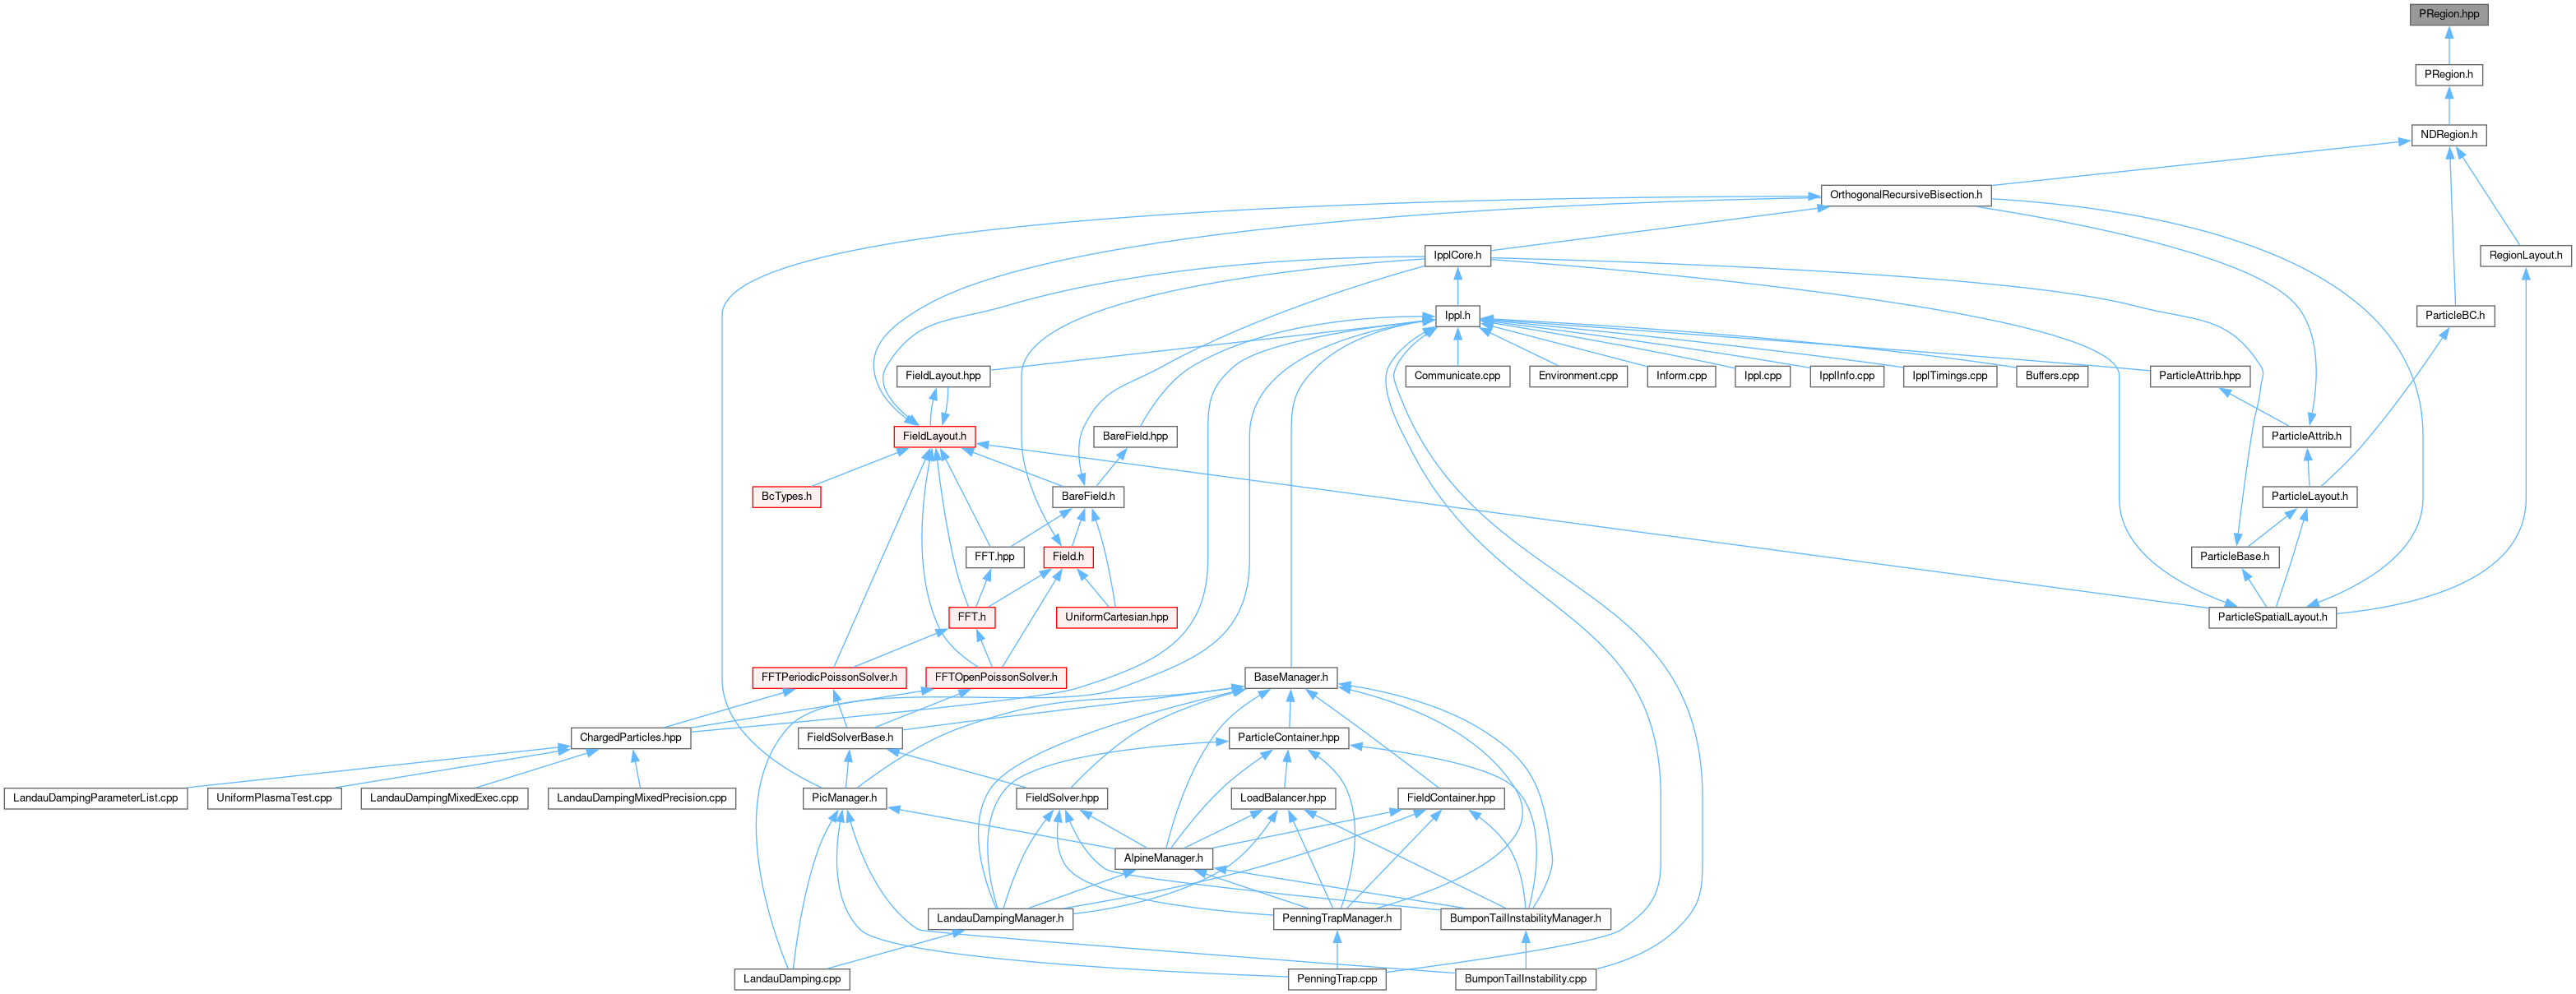 PRegion.hpp
PRegion.h
NDRegion.h
OrthogonalRecursiveBisection.h
IpplCore.h
RegionLayout.h
Ippl.h
ParticleBC.h
FieldLayout.hpp
Communicate.cpp
Environment.cpp
Inform.cpp
Ippl.cpp
IpplInfo.cpp
IpplTimings.cpp
Buffers.cpp
ParticleAttrib.hpp
FieldLayout.h
BareField.hpp
ParticleAttrib.h
BcTypes.h
BareField.h
ParticleLayout.h
FFT.hpp
Field.h
ParticleBase.h
FFT.h
UniformCartesian.hpp
ParticleSpatialLayout.h
FFTPeriodicPoissonSolver.h
FFTOpenPoissonSolver.h
BaseManager.h
ChargedParticles.hpp
FieldSolverBase.h
ParticleContainer.hpp
LandauDampingParameterList.cpp
UniformPlasmaTest.cpp
LandauDampingMixedExec.cpp
LandauDampingMixedPrecision.cpp
PicManager.h
FieldSolver.hpp
LoadBalancer.hpp
FieldContainer.hpp
AlpineManager.h
LandauDampingManager.h
PenningTrapManager.h
BumponTailInstabilityManager.h
LandauDamping.cpp
PenningTrap.cpp
BumponTailInstability.cpp